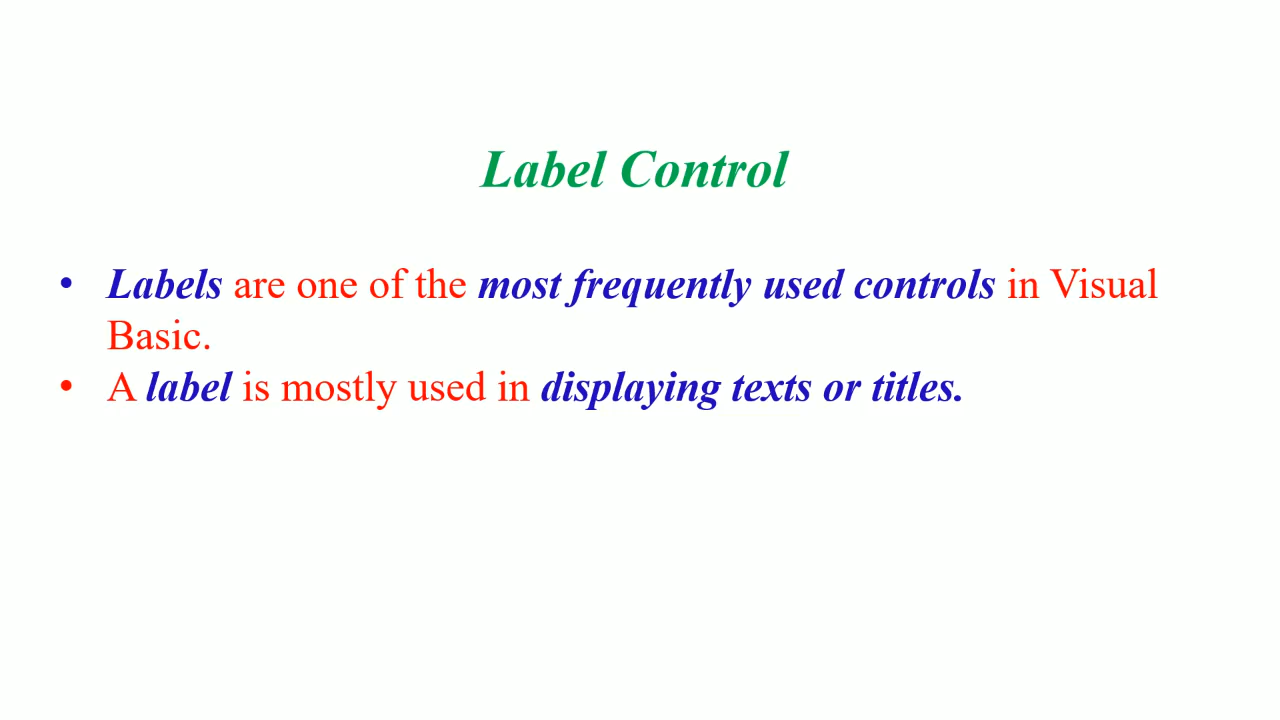 Label Control
• Labels are one of the most frequently used controls in Visual
Basic.
• A label is mostly used in displaying texts or titles.